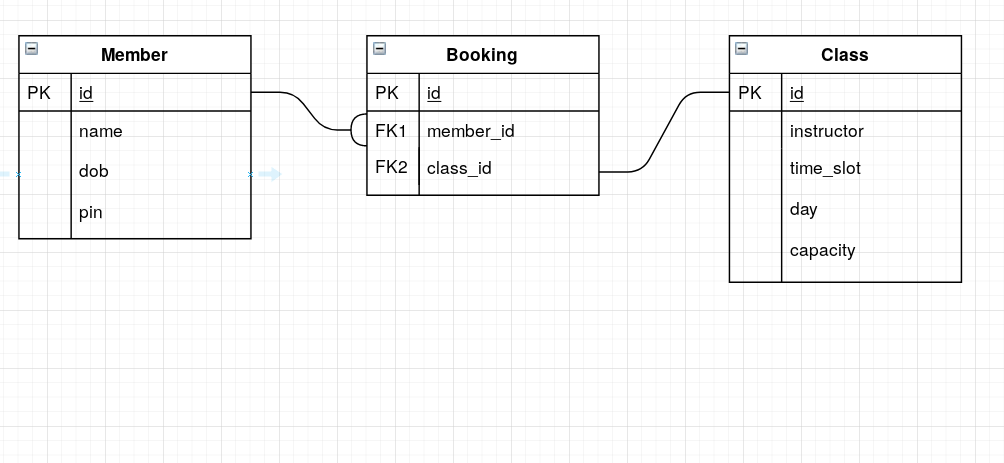 Member
PK id
name
dob
pin
Booking
PK id
FK1 member_id
FK2 class_id
Class
PK id
instructor
time_slot
day
capacity